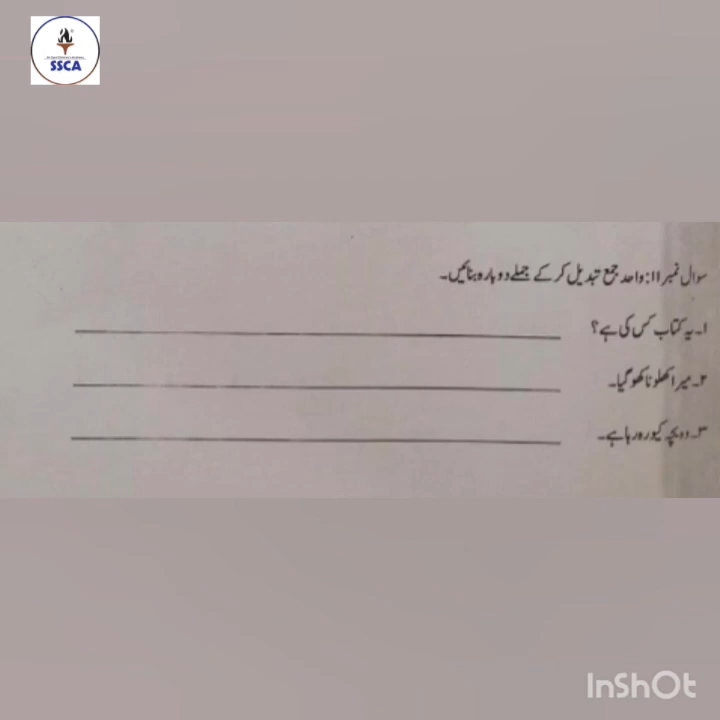 SSCA
سوال نمبر ۱۱: واحد جمع تبدیل کر کے جملے دوبارہ بنائیں۔
۱۔ یہ کتاب کس کی ہے؟
۲۔ میرا کھلونا کھو گیا۔
۳۔ وہ بچہ کیو رو رہا ہے۔
InShOt